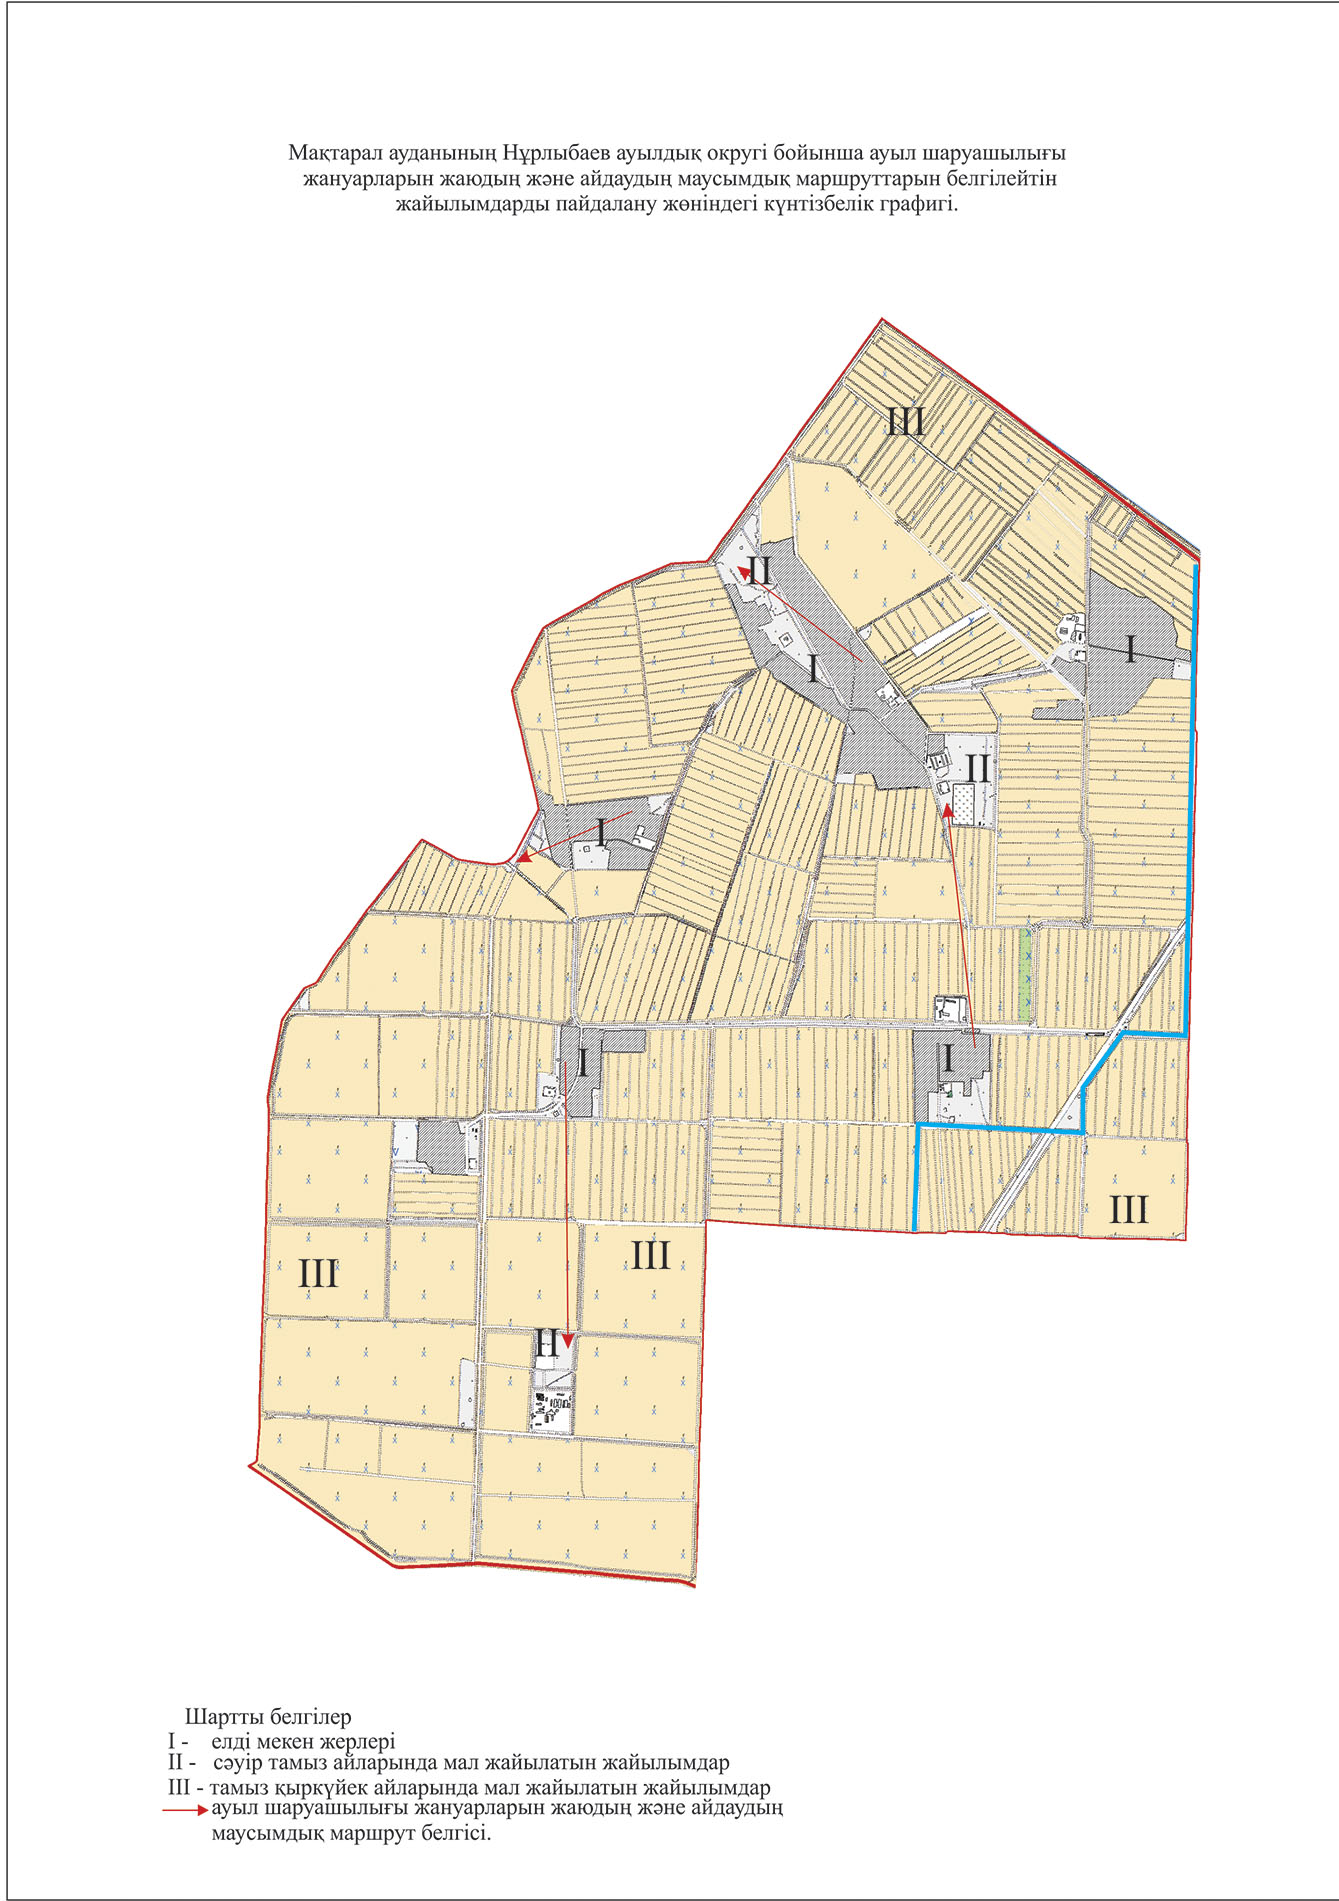 Мақтарал ауданының Нұрлыбаев ауылдық округі бойынша ауыл шаруашылығы
жануарларын жаюдың және айдаудың маусымдық маршруттарын белгілейтін
жайылымдарды пайдалану жөніндегі күнтізбелік графигі.
III
II
I
I
II
I
I
I
III
III
III
II
Шартты белгілер
I - елді мекен жерлері
II - сәуір тамыз айларында мал жайылатын жайылымдар
III - тамыз қыркүйек айларында мал жайылатын жайылымдар
ауыл шаруашылығы жануарларын жаюдың және айдаудың
маусымдық маршрут белгісі.